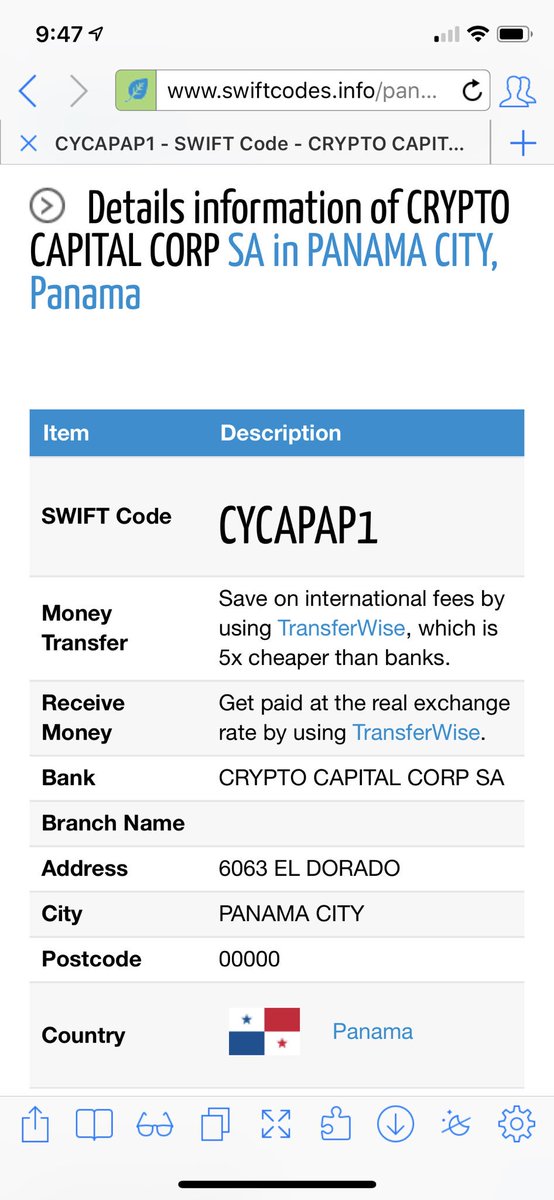 9:47
www.swiftcodes.info/pan...
CYCAPAP1 - SWIFT Code - CRYPTO CAPIT...
Details information of CRYPTO
CAPITAL CORP SA in PANAMA CITY,
Panama
Item Description
SWIFT Code CYCAPAP1
Money
Transfer
Save on international fees by
using TransferWise, which is
5x cheaper than banks.
Receive
Money
Get paid at the real exchange
rate by using TransferWise.
Bank CRYPTO CAPITAL CORP SA
Branch Name
Address 6063 EL DORADO
City PANAMA CITY
Postcode 00000
Country Panama